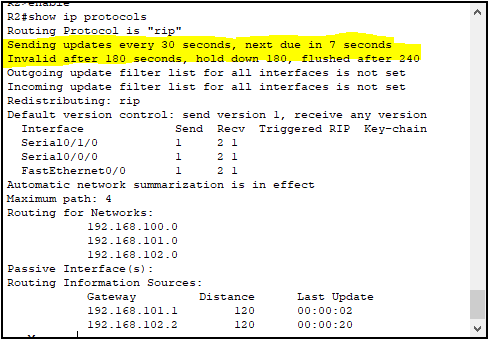 R2>enable
R2#show ip protocols
Routing Protocol is "rip"
Sending updates every 30 seconds, next due in 7 seconds
Invalid after 180 seconds, hold down 180, flushed after 240
Outgoing update filter list for all interfaces is not set
Incoming update filter list for all interfaces is not set
Redistributing: rip
Default version control: send version 1, receive any version
Interface Send Recv Triggered RIP Key-chain
Serial0/1/0 1 2 1
Serial0/0/0 1 2 1
FastEthernet0/0 1 2 1
Automatic network summarization is in effect
Maximum path: 4
Routing for Networks:
192.168.100.0
192.168.101.0
192.168.102.0
Passive Interface(s):
Routing Information Sources:
Gateway Distance Last Update
192.168.101.1 120 00:00:02
192.168.102.2 120 00:00:20